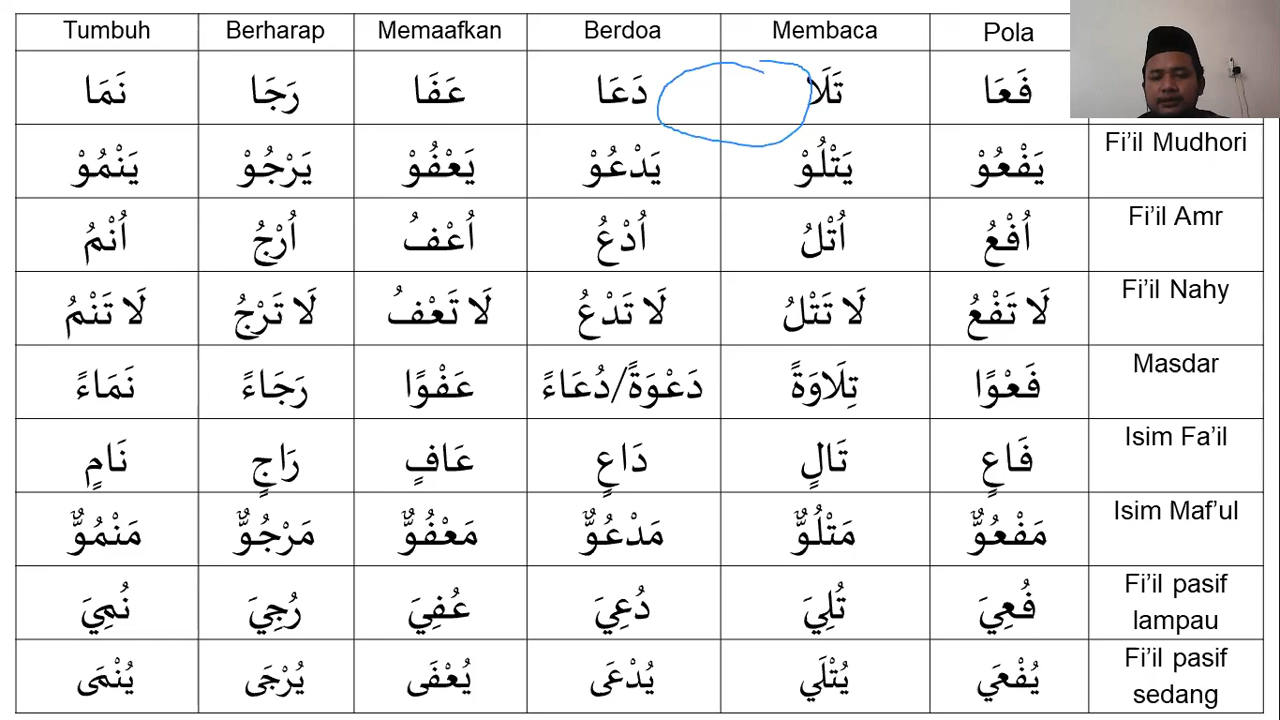 Tumbuh Berharap Memaafkan Berdoa Membaca Pola
نَمَا رَجَا عَفَا دَعَا تَلَا فَعَا
يَنْمُوْ يَرْجُوْ يَعْفُوْ يَدْعُوْ يَتْلُوْ يَفْعُوْ Fi’il Mudhori
اُنْمُ اُرْجُ اُعْفُ اُدْعُ اُتْلُ اُفْعُ Fi’il Amr
لَا تَنْمُ لَا تَرْجُ لَا تَعْفُ لَا تَدْعُ لَا تَتْلُ لَا تَفْعُ Fi’il Nahy
نَمَاءً رَجَاءً عَفْوًا دَعْوَةً/دُعَاءً تِلَاوَةً فَعْوًا Masdar
نَامٍ رَاجٍ عَافٍ دَاعٍ تَالٍ فَاعٍ Isim Fa’il
مَنْمُوٌّ مَرْجُوٌّ مَعْفُوٌّ مَدْعُوٌّ مَتْلُوٌّ مَفْعُوٌّ Isim Maf’ul
نُمِيَ رُجِيَ عُفِيَ دُعِيَ تُلِيَ فُعِيَ Fi’il pasif
lampau
يُنْمَى يُرْجَى يُعْفَى يُدْعَى يُتْلَي يُفْعَي Fi’il pasif
sedang